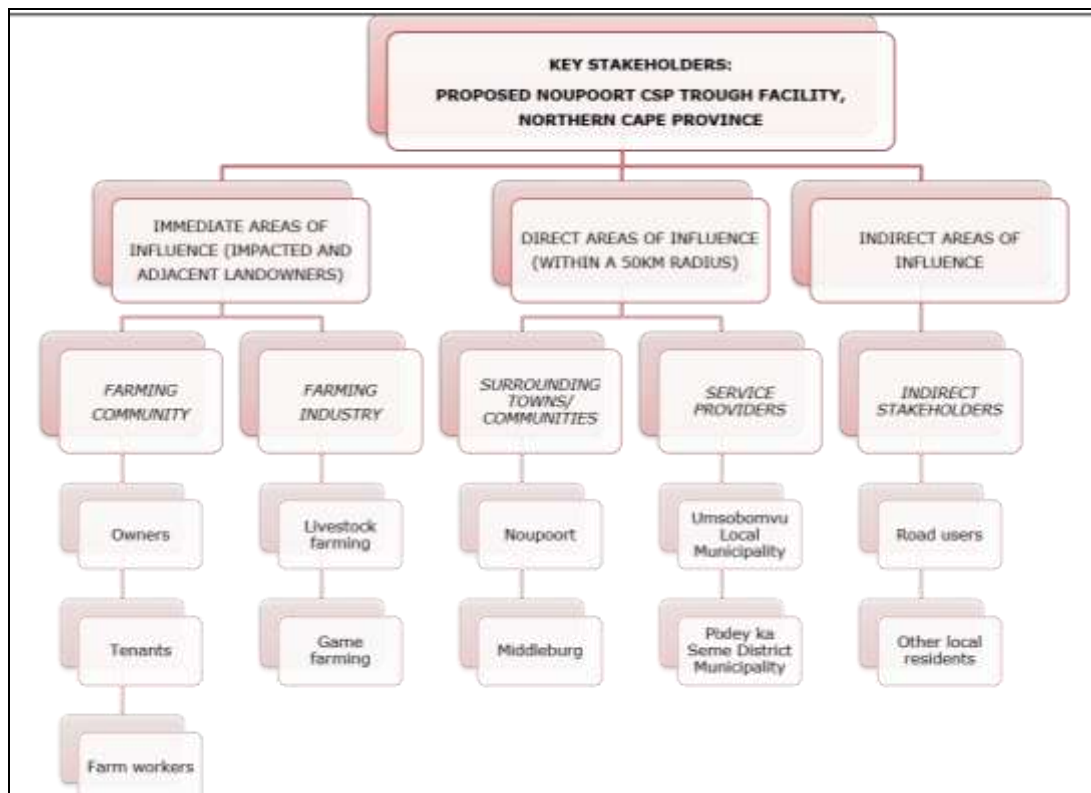 KEY STAKEHOLDERS:
PROPOSED NOUPOORT CSP TROUGH FACILITY,
NORTHERN CAPE PROVINCE
IMMEDIATE AREAS OF
INFLUENCE (IMPACTED AND
ADJACENT LANDOWNERS)
DIRECT AREAS OF INFLUENCE
(WITHIN A 50KM RADIUS)
INDIRECT AREAS OF
INFLUENCE
FARMING
COMMUNITY
FARMING
INDUSTRY
SURROUNDING
TOWNS/
COMMUNITIES
SERVICE
PROVIDERS
INDIRECT
STAKEHOLDERS
Owners
Livestock
farming
Noupoort
Umsobomvu
Local
Municipality
Road users
Tenants
Game
farming
Middleburg
Pixley ka
Seme District
Municipality
Other local
residents
Farm workers